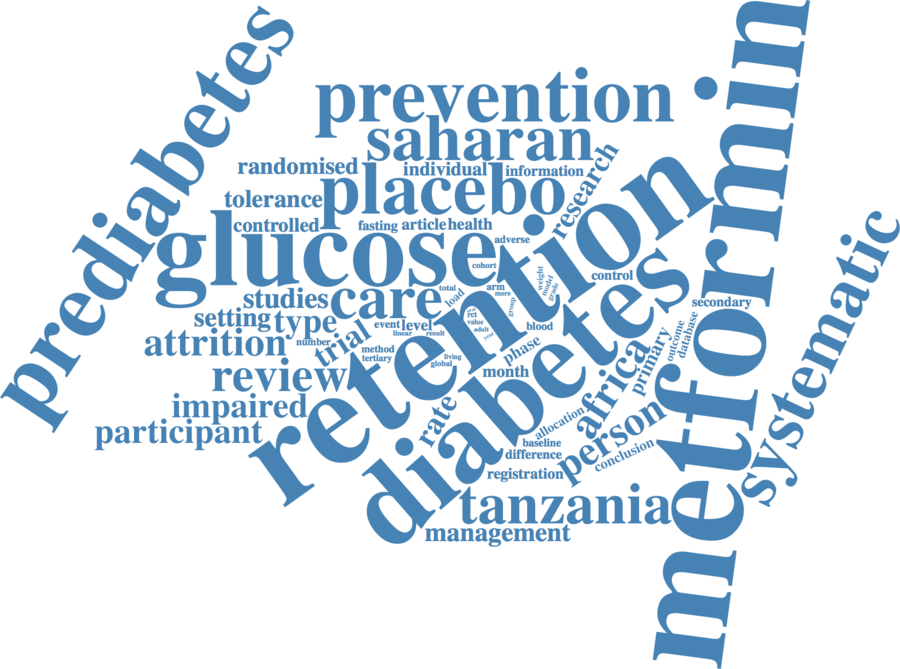 prediabetes
metformin
prevention
saharan
randomised
individual
information
research
placebo
tolerance
controlled
fasting
article
health
glucose
adverse
retention
cohort
systematic
studies
care
total
load
arm
more
group
weight
model
grade
control
diabetes
secondary
setting
type
event
level
rct
value
adult
year
blood
linear
result
attrition
number
trial
method
tertiary
living
global
phase
month
africa
primary
outcome
database
review
impaired
participant
rate
allocation
baseline
difference
person
conclusion
registration
tanzania
management